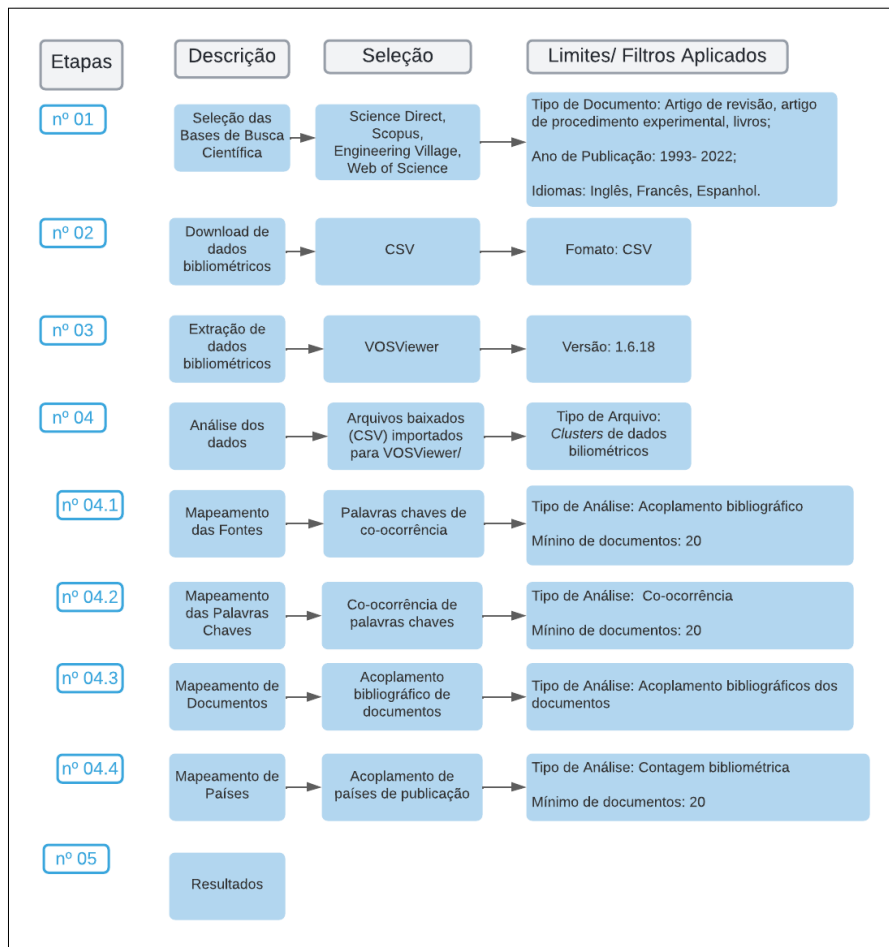 Etapas
Descrição
Seleção
Limites/ Filtros Aplicados
nº 01
Seleção das
Bases de Busca
Científica
Science Direct,
Scopus,
Engineering Village,
Web of Science
Tipo de Documento: Artigo de revisão, artigo
de procedimento experimental, livros;
Ano de Publicação: 1993- 2022;
Idiomas: Inglês, Francês, Espanhol.
nº 02
Download de
dados
bibliométricos
CSV
Fomato: CSV
nº 03
Extração de
dados
bibliométricos
VOSViewer
Versão: 1.6.18
nº 04
Análise dos
dados
Arquivos baixados
(CSV) importados
para VOSViewer/
Tipo de Arquivo:
Clusters de dados
biliométricos
nº 04.1
Mapeamento
das Fontes
Palavras chaves de
co-ocorrência
Tipo de Análise: Acoplamento bibliográfico
Mínino de documentos: 20
nº 04.2
Mapeamento
das Palavras
Chaves
Co-ocorrência de
palavras chaves
Tipo de Análise:  Co-ocorrência
Mínino de documentos: 20
nº 04.3
Mapeamento de
Documentos
Acoplamento
bibliográfico de
documentos
Tipo de Análise: Acoplamento bibliográficos dos
documentos
nº 04.4
Mapeamento de
Países
Acoplamento de
países de publicação
Tipo de Análise: Contagem bibliométrica
Mínimo de documentos: 20
nº 05
Resultados